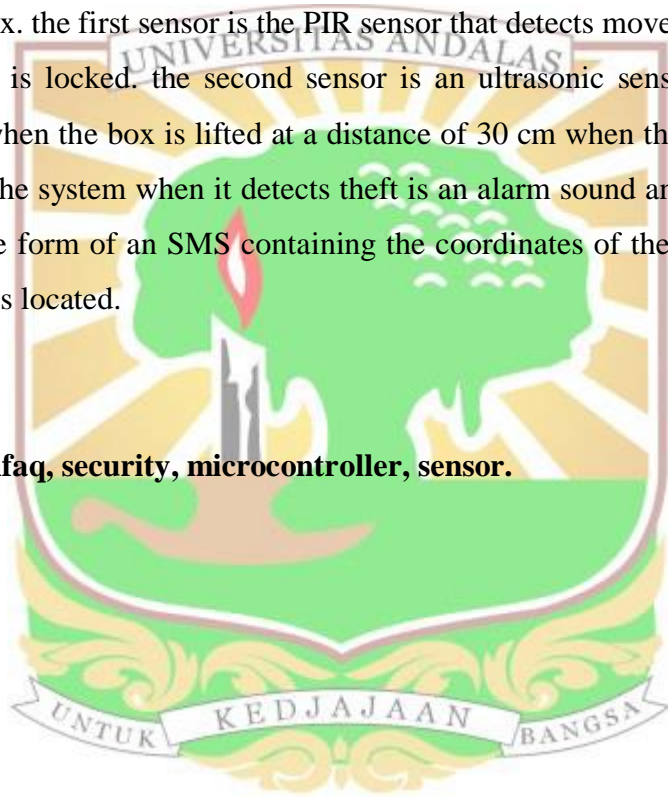 x. the first sensor is the PIR sensor that detects move
UNIVERSITAS ANDALAS
is locked. the second sensor is an ultrasonic sens
when the box is lifted at a distance of 30 cm when th
he system when it detects theft is an alarm sound an
e form of an SMS containing the coordinates of the
s located.
nfaq, security, microcontroller, sensor.
UNTUK KEDJAJAAN BANGSA